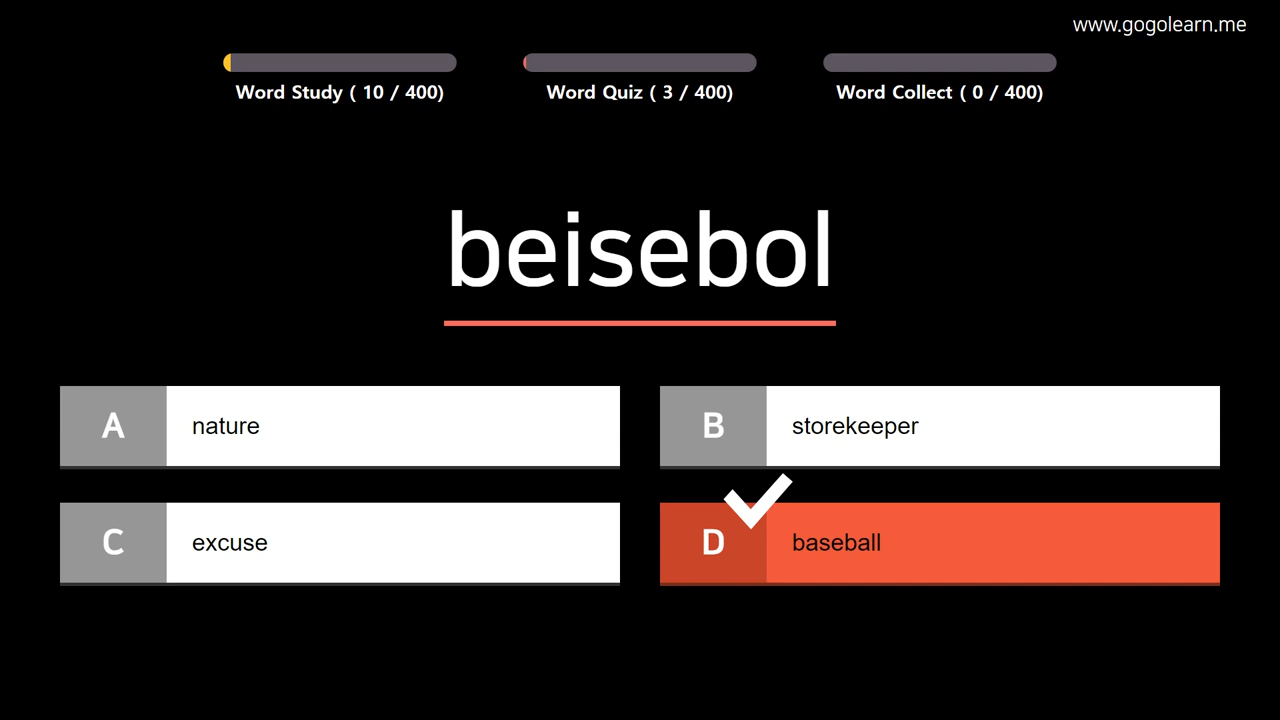 www.gogolearn.me
Word Study ( 10 / 400)
Word Quiz ( 3 / 400)
Word Collect ( 0 / 400)
beisebol
A nature
B storekeeper
C excuse
D baseball